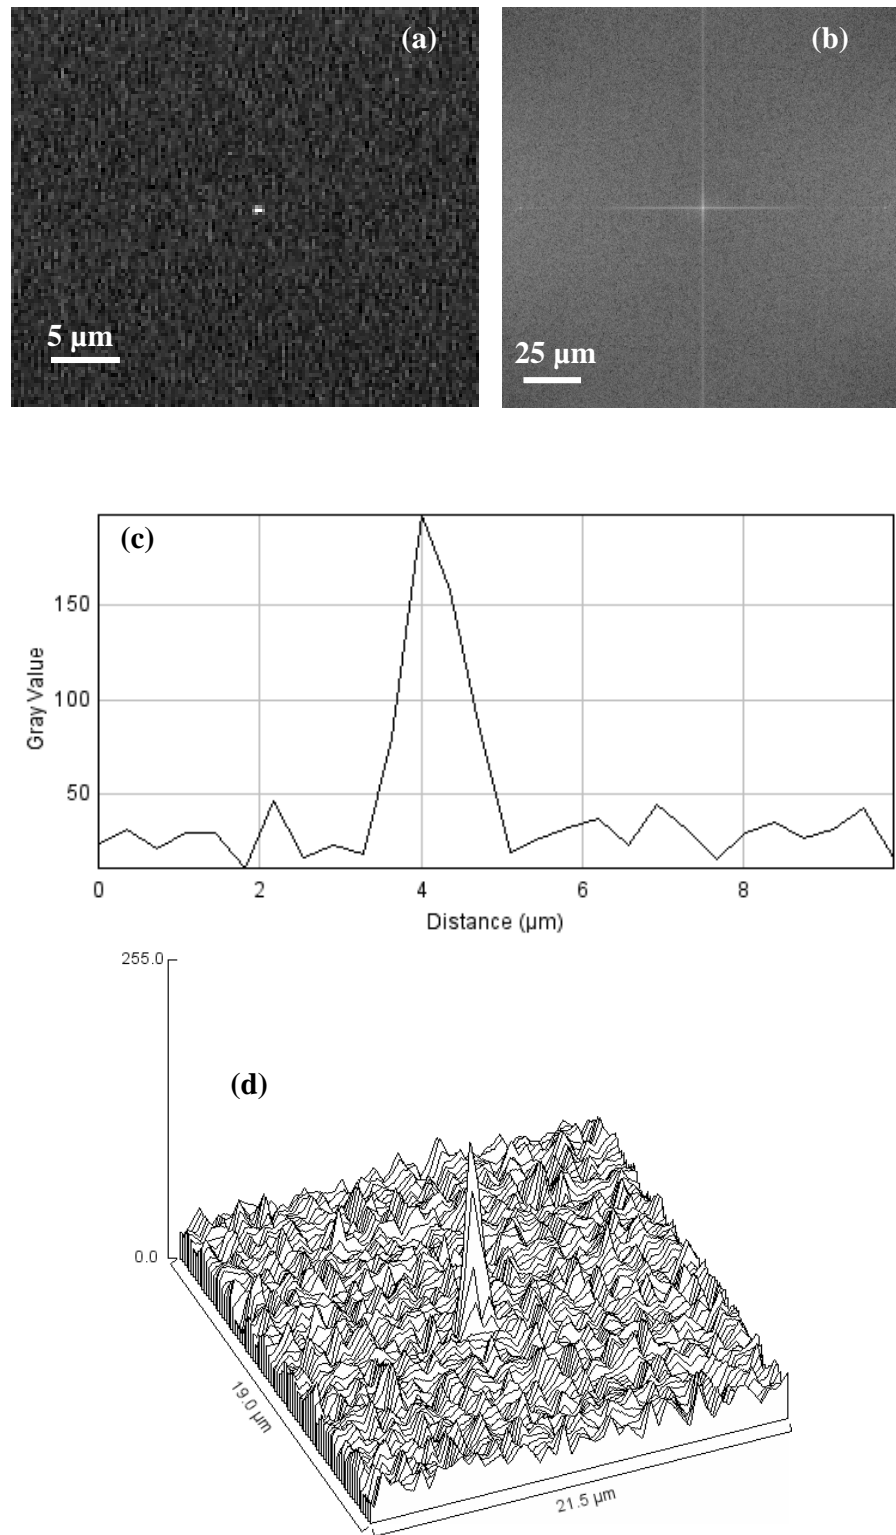 (a)
(b)
5 µm
25 µm
(c)
150
100
50
Gray Value
0 2 4 6 8
Distance (µm)
255.0
(d)
0.0
19.0 µm
21.5 µm